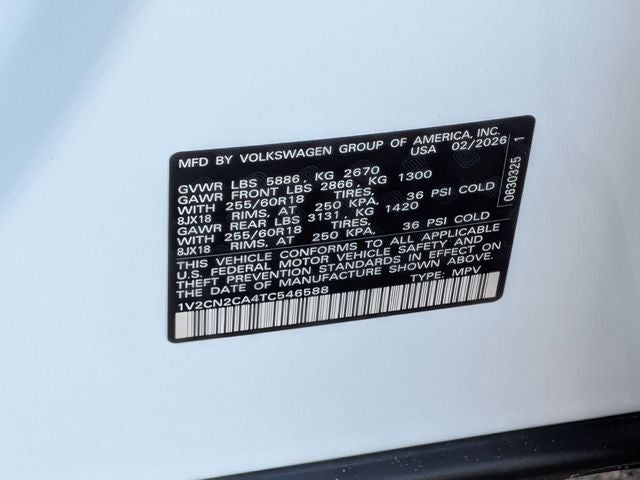 MFD BY VOLKSWAGEN GROUP OF AMERICA, INC.
USA 02/2026
GVWR LBS 5886, KG 2670
GAWR FRONT LBS 2866, KG 1300
WITH 255/60R18 TIRES, 36 PSI COLD
8JX18 RIMS, AT 250 KPA.
GAWR REAR LBS 3131, KG 1420
WITH 255/60R18 TIRES, 36 PSI COLD
8JX18 RIMS, AT 250 KPA.
THIS VEHICLE CONFORMS TO ALL APPLICABLE
U.S. FEDERAL MOTOR VEHICLE SAFETY AND
THEFT PREVENTION STANDARDS IN EFFECT ON
THE DATE OF MANUFACTURE SHOWN ABOVE.
1V2CN2CA4TC546588 TYPE: MPV
0630325 1